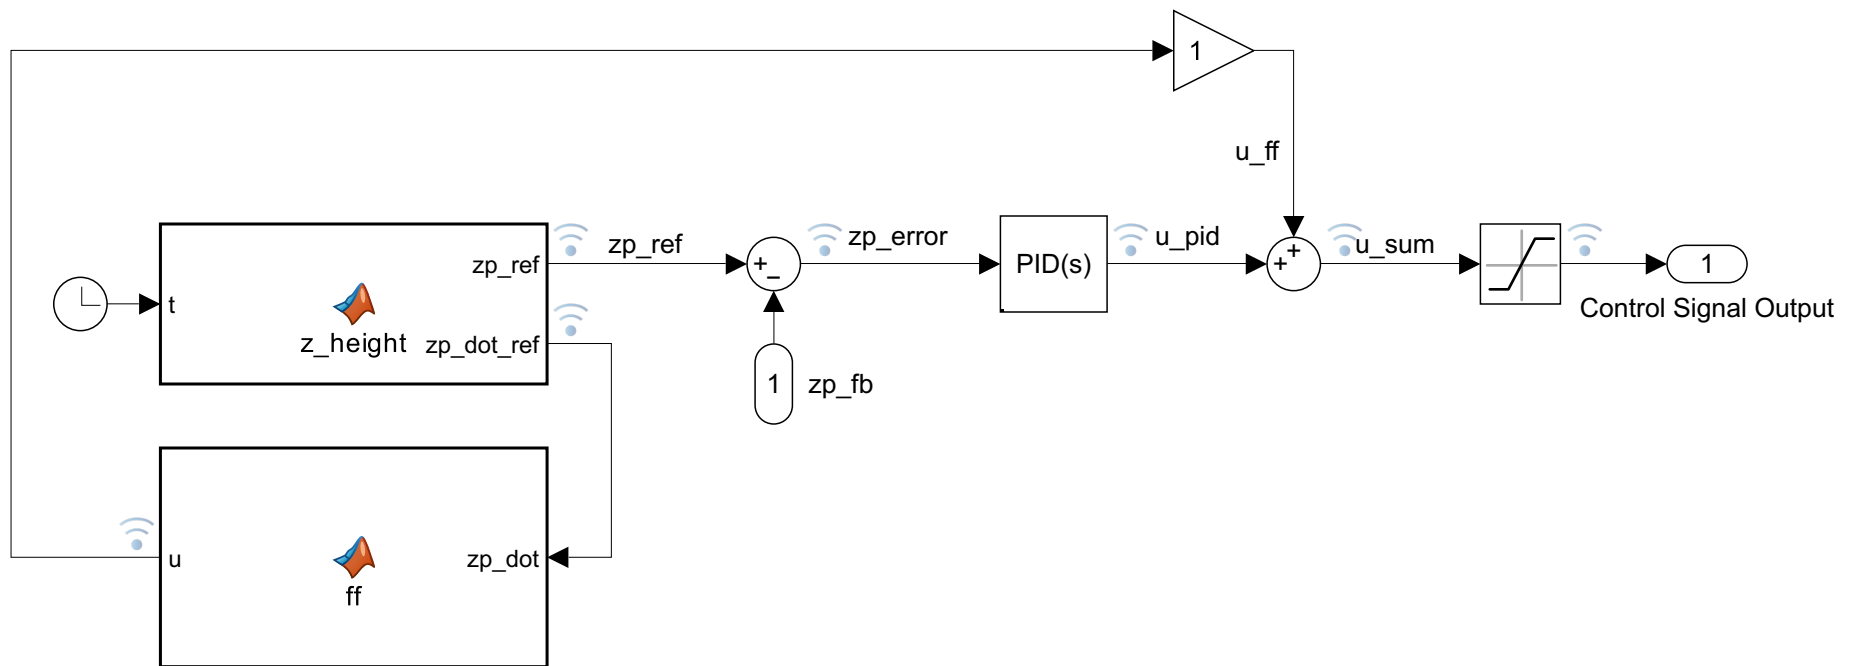 1
u_ff
zp_ref
zp_ref
+
−
zp_error
PID(s)
u_pid
+
+
u_sum
1
Control Signal Output
t
z_height
zp_dot_ref
1
zp_fb
u
zp_dot
ff